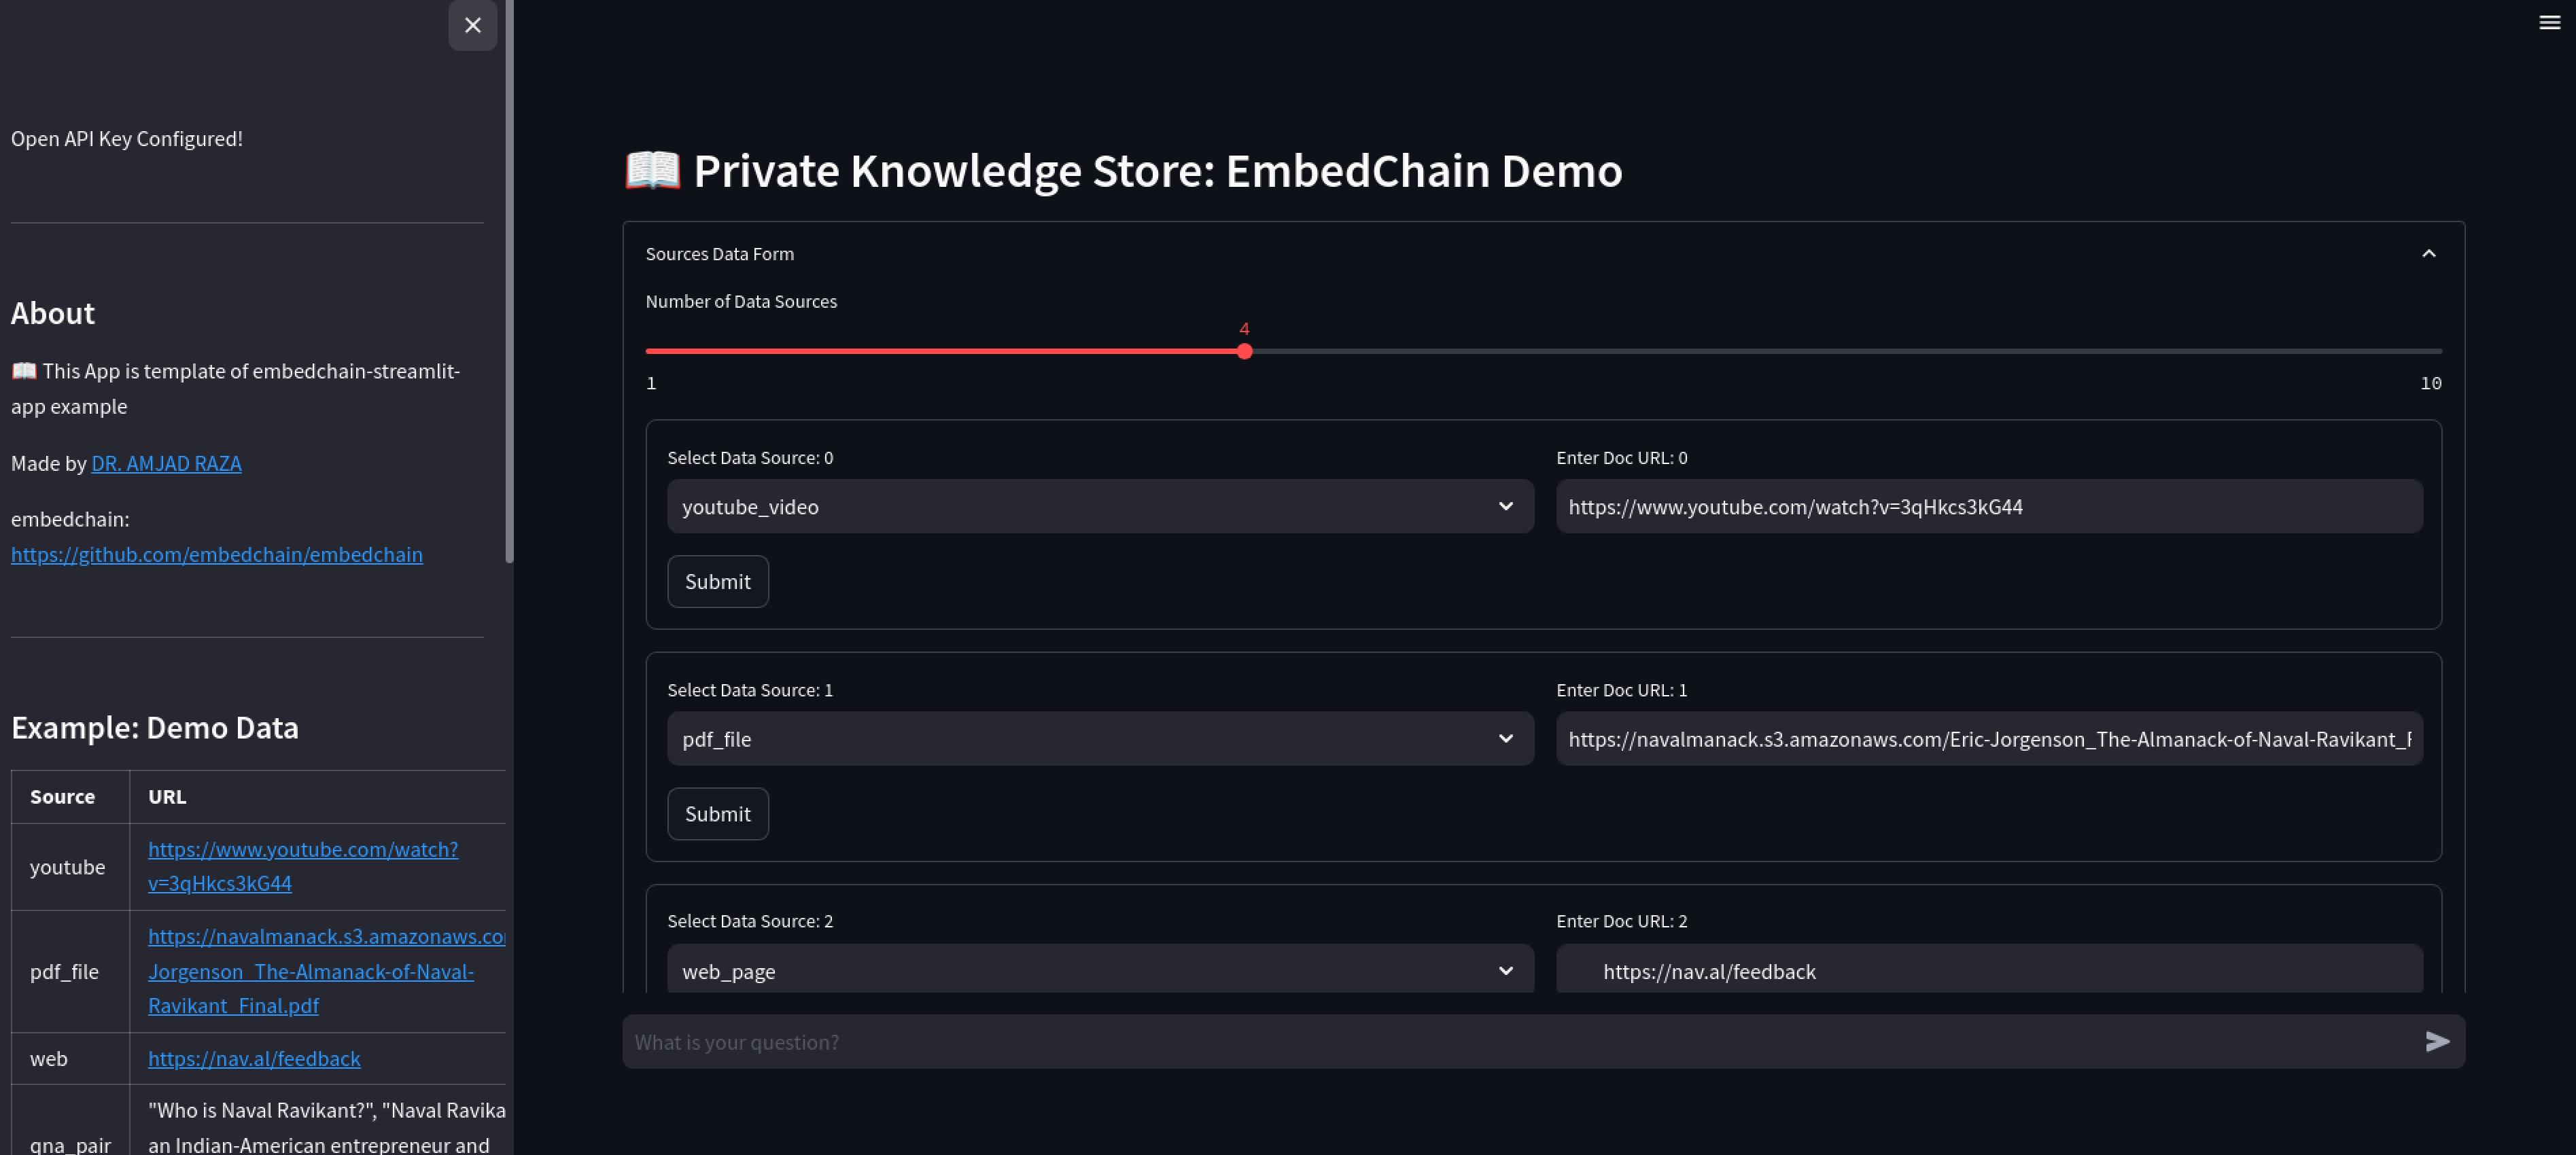 Open API Key Configured!
About
📖 This App is template of embedchain-streamlit-
app example
Made by DR. AMJAD RAZA
embedchain:
https://github.com/embedchain/embedchain
Example: Demo Data
Source URL
youtube https://www.youtube.com/watch?
v=3qHkcs3kG44
https://navalmanack.s3.amazonaws.co
pdf_file Jorgenson_The-Almanack-of-Naval-
Ravikant_Final.pdf
web https://nav.al/feedback
"Who is Naval Ravikant?", "Naval Ravika
qna_pair an Indian-American entrepreneur and
📖 Private Knowledge Store: EmbedChain Demo
Sources Data Form
Number of Data Sources
4
1 10
Select Data Source: 0 Enter Doc URL: 0
youtube_video https://www.youtube.com/watch?v=3qHkcs3kG44
Submit
Select Data Source: 1 Enter Doc URL: 1
pdf_file https://navalmanack.s3.amazonaws.com/Eric-Jorgenson_The-Almanack-of-Naval-Ravikant_F
Submit
Select Data Source: 2 Enter Doc URL: 2
web_page https://nav.al/feedback
What is your question?